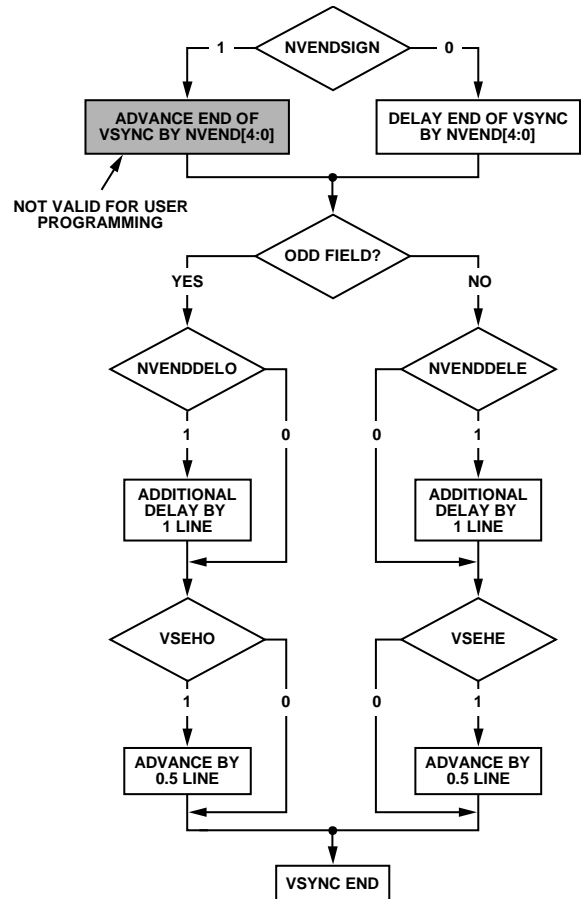 NVENDSIGN
1
0
ADVANCE END OF
VSYNC BY NVEND[4:0]
DELAY END OF VSYNC
BY NVEND[4:0]
NOT VALID FOR USER
PROGRAMMING
ODD FIELD?
YES
NO
NVENDDELO
NVENDDELE
1
0
0
1
ADDITIONAL
DELAY BY
1 LINE
ADDITIONAL
DELAY BY
1 LINE
VSEHO
VSEHE
1
0
0
1
ADVANCE BY
0.5 LINE
ADVANCE BY
0.5 LINE
VSYNC END